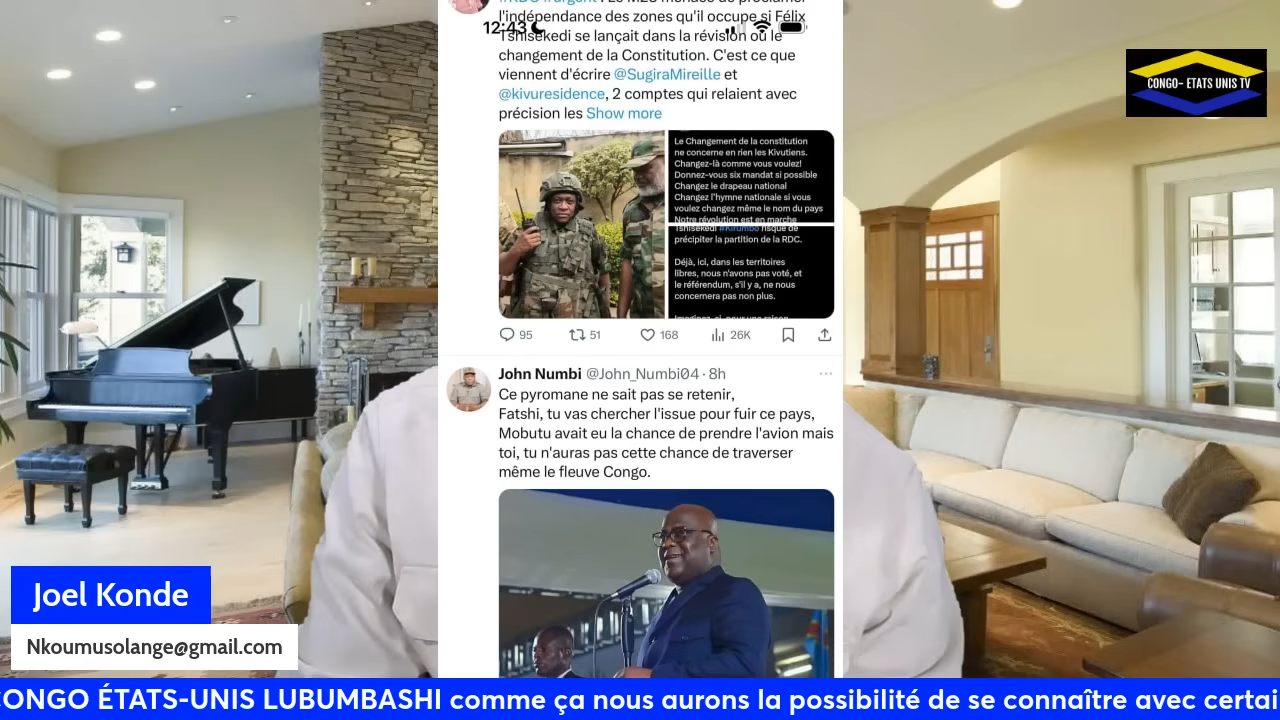 #RDC #urgent : Le M23 menace de proclamer
l'indépendance des zones qu'il occupe si Félix
12:43
Tshisekedi se lançait dans la révision ou le
changement de la Constitution. C'est ce que
viennent d'écrire @SugiraMireille et
@kivuresidence, 2 comptes qui relaient avec
précision les Show more
Le Changement de la constitution
ne concerne en rien les Kivutiens.
Changez-là comme vous voulez!
Donnez-vous six mandat si possible
Changez le drapeau national
Changez l'hymne nationale si vous
voulez changez même le nom du pays
Notre révolution est en marche
Tshisekedi #Kirumbo risque de
précipiter la partition de la RDC.
Déjà, ici, dans les territoires
libres, nous n'avons pas voté, et
le référendum, s'il y a, ne nous
concernera pas non plus.
95 51 168 26K
John Numbi @John_Numbi04 · 8h
Ce pyromane ne sait pas se retenir,
Fatshi, tu vas chercher l'issue pour fuir ce pays,
Mobutu avait eu la chance de prendre l'avion mais
toi, tu n'auras pas cette chance de traverser
même le fleuve Congo.
CONGO- ETATS UNIS TV
Joel Konde
Nkoumusolange@gmail.com
CONGO ÉTATS-UNIS LUBUMBASHI comme ça nous aurons la possibilité de se connaître avec certai